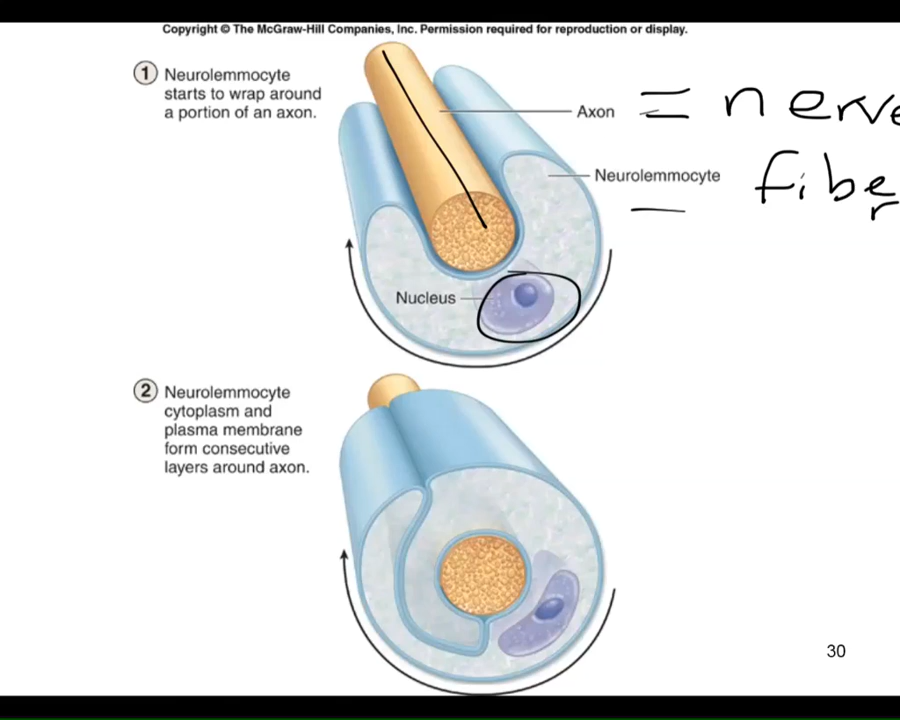 Copyright © The McGraw-Hill Companies, Inc. Permission required for reproduction or display.
1 Neurolemmocyte
starts to wrap around
a portion of an axon.
Axon = nerve
Neurolemmocyte
fiber
Nucleus
2 Neurolemmocyte
cytoplasm and
plasma membrane
form consecutive
layers around axon.
30